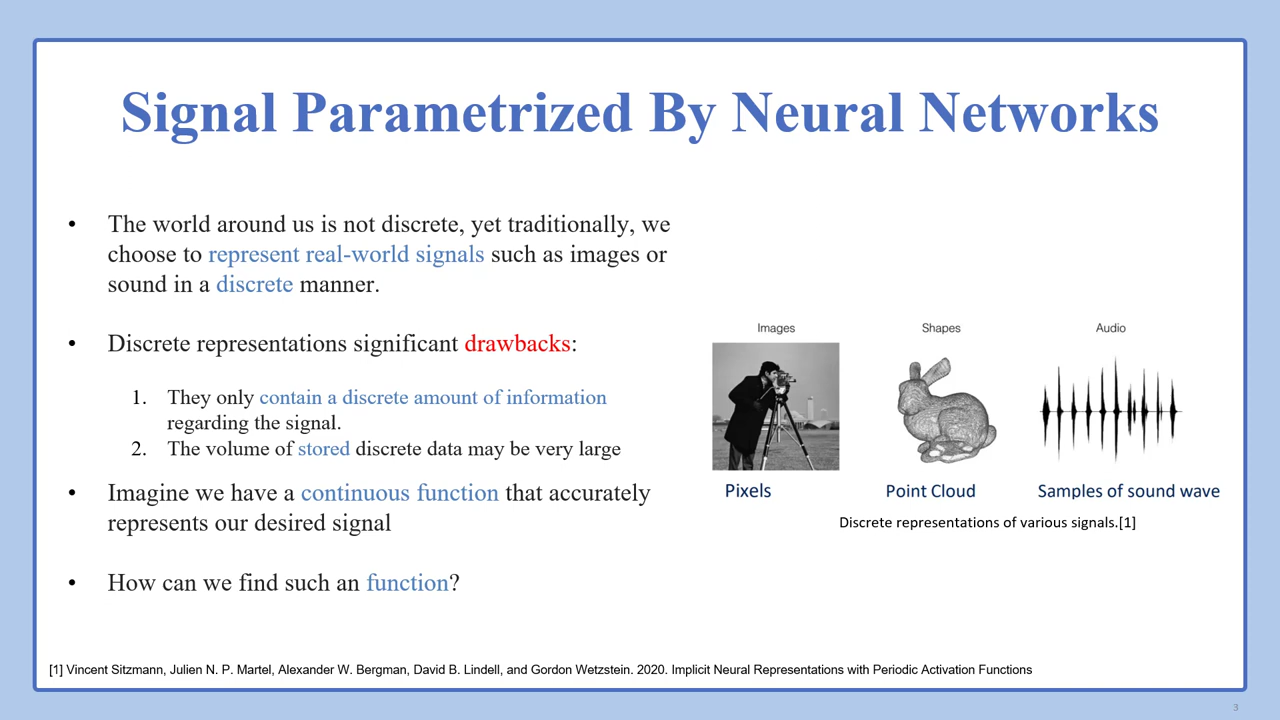 Signal Parametrized By Neural Networks
• The world around us is not discrete, yet traditionally, we
choose to represent real-world signals such as images or
sound in a discrete manner.
• Discrete representations significant drawbacks:
1. They only contain a discrete amount of information
regarding the signal.
2. The volume of stored discrete data may be very large
• Imagine we have a continuous function that accurately
represents our desired signal
• How can we find such an function?
Images Shapes Audio
Pixels Point Cloud Samples of sound wave
Discrete representations of various signals.[1]
[1] Vincent Sitzmann, Julien N. P. Martel, Alexander W. Bergman, David B. Lindell, and Gordon Wetzstein. 2020. Implicit Neural Representations with Periodic Activation Functions
3